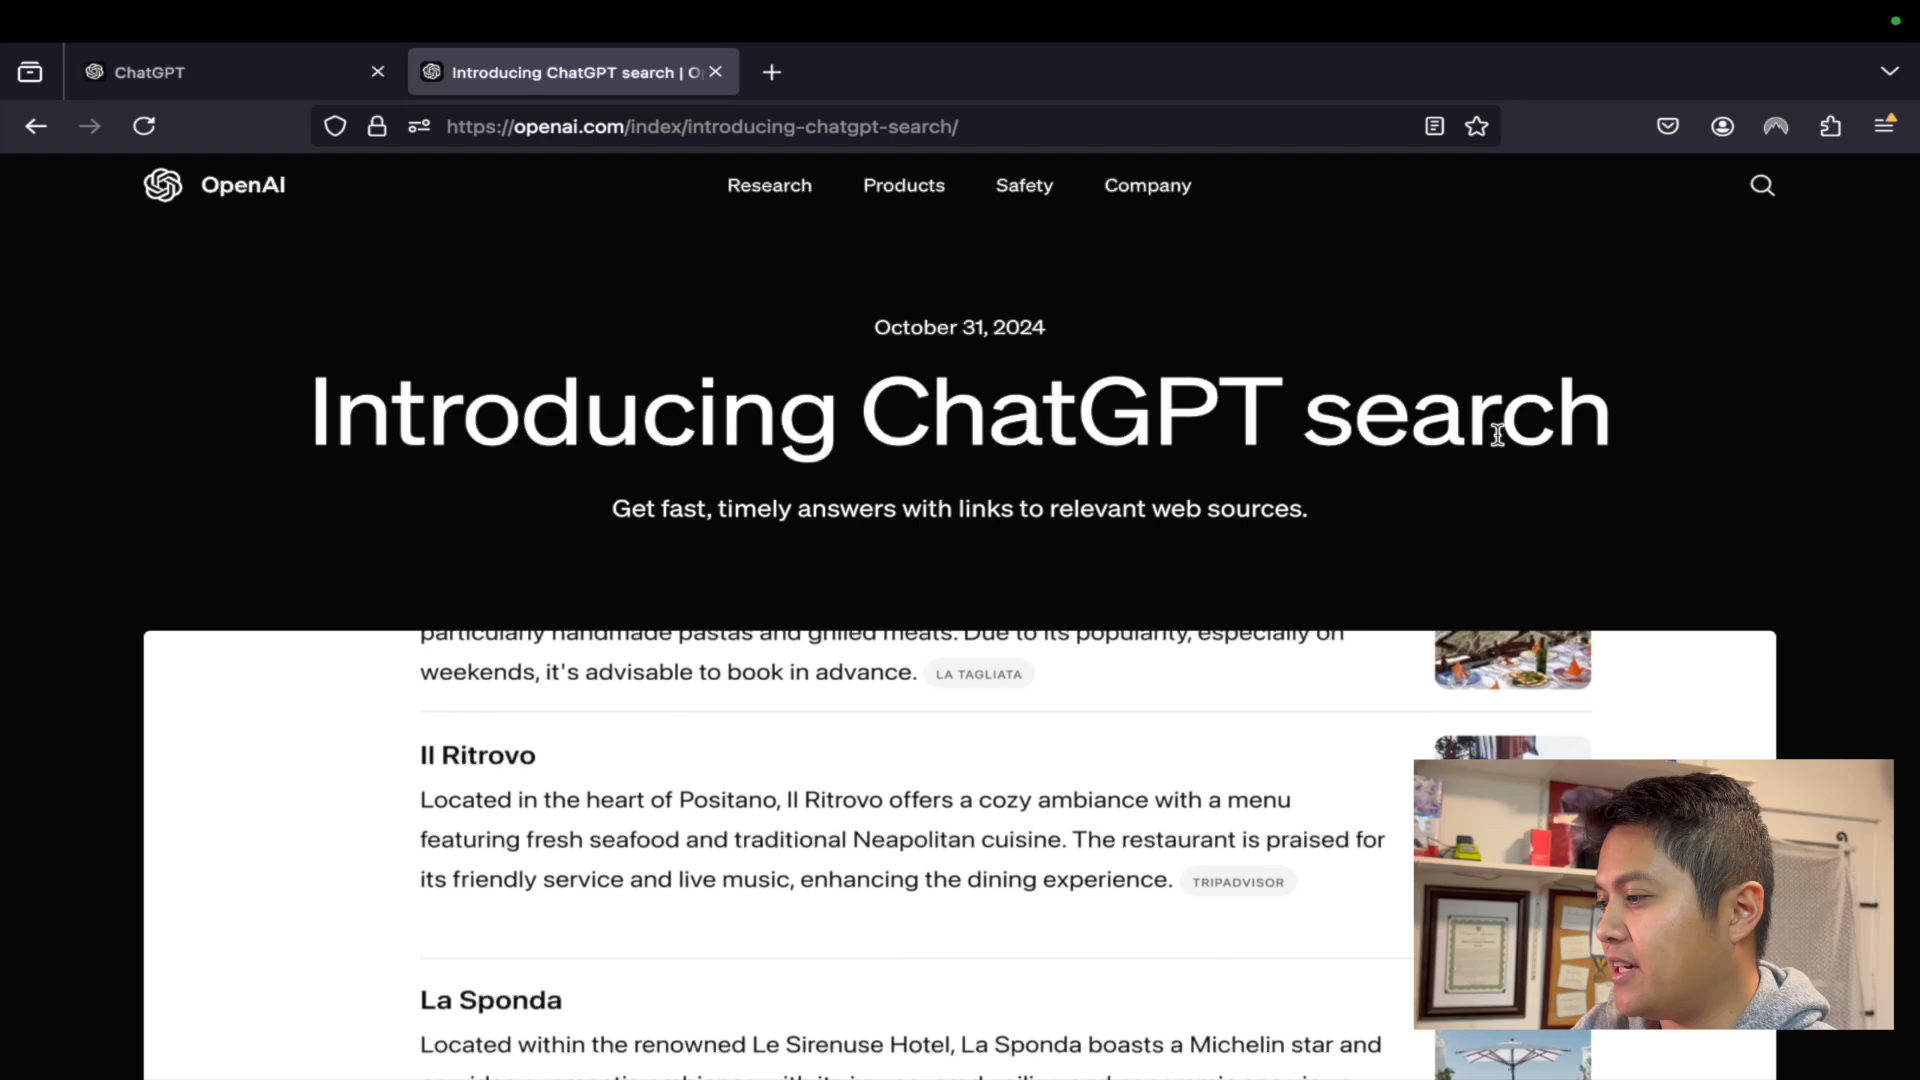 ChatGPT
Introducing ChatGPT search | O
https://openai.com/index/introducing-chatgpt-search/
OpenAI
Research
Products
Safety
Company
October 31, 2024
Introducing ChatGPT search
Get fast, timely answers with links to relevant web sources.
particularly handmade pastas and grilled meats. Due to its popularity, especially on
weekends, it's advisable to book in advance. LA TAGLIATA
Il Ritrovo
Located in the heart of Positano, Il Ritrovo offers a cozy ambiance with a menu
featuring fresh seafood and traditional Neapolitan cuisine. The restaurant is praised for
its friendly service and live music, enhancing the dining experience. TRIPADVISOR
La Sponda
Located within the renowned Le Sirenuse Hotel, La Sponda boasts a Michelin star and